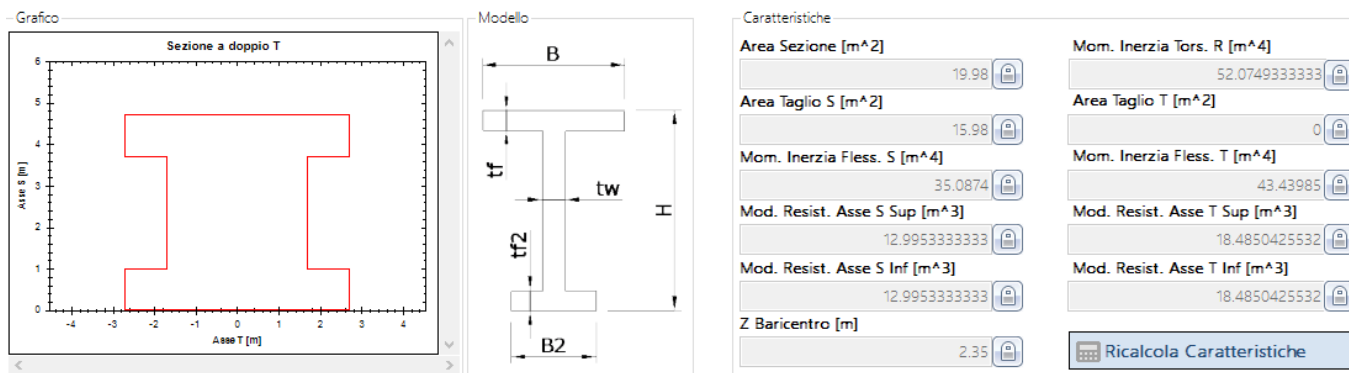 Grafico
Sezione a doppio T
6
5
4
3
2
1
0
Asse S [m]
-4 -3 -2 -1 0 1 2 3 4
Asse T [m]
Modello
B
tf
tw
H
tf2
B2
Caratteristiche
Area Sezione [m^2]
19.98
Mom. Inerzia Tors. R [m^4]
52.0749333333
Area Taglio S [m^2]
15.98
Area Taglio T [m^2]
0
Mom. Inerzia Fless. S [m^4]
35.0874
Mom. Inerzia Fless. T [m^4]
43.43985
Mod. Resist. Asse S Sup [m^3]
12.9953333333
Mod. Resist. Asse T Sup [m^3]
18.4850425532
Mod. Resist. Asse S Inf [m^3]
12.9953333333
Mod. Resist. Asse T Inf [m^3]
18.4850425532
Z Baricentro [m]
2.35
Ricalcola Caratteristiche